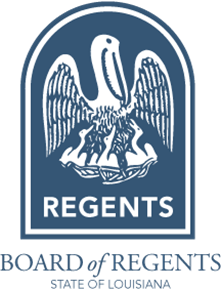 REGENTS
BOARD of REGENTS
STATE OF LOUISIANA